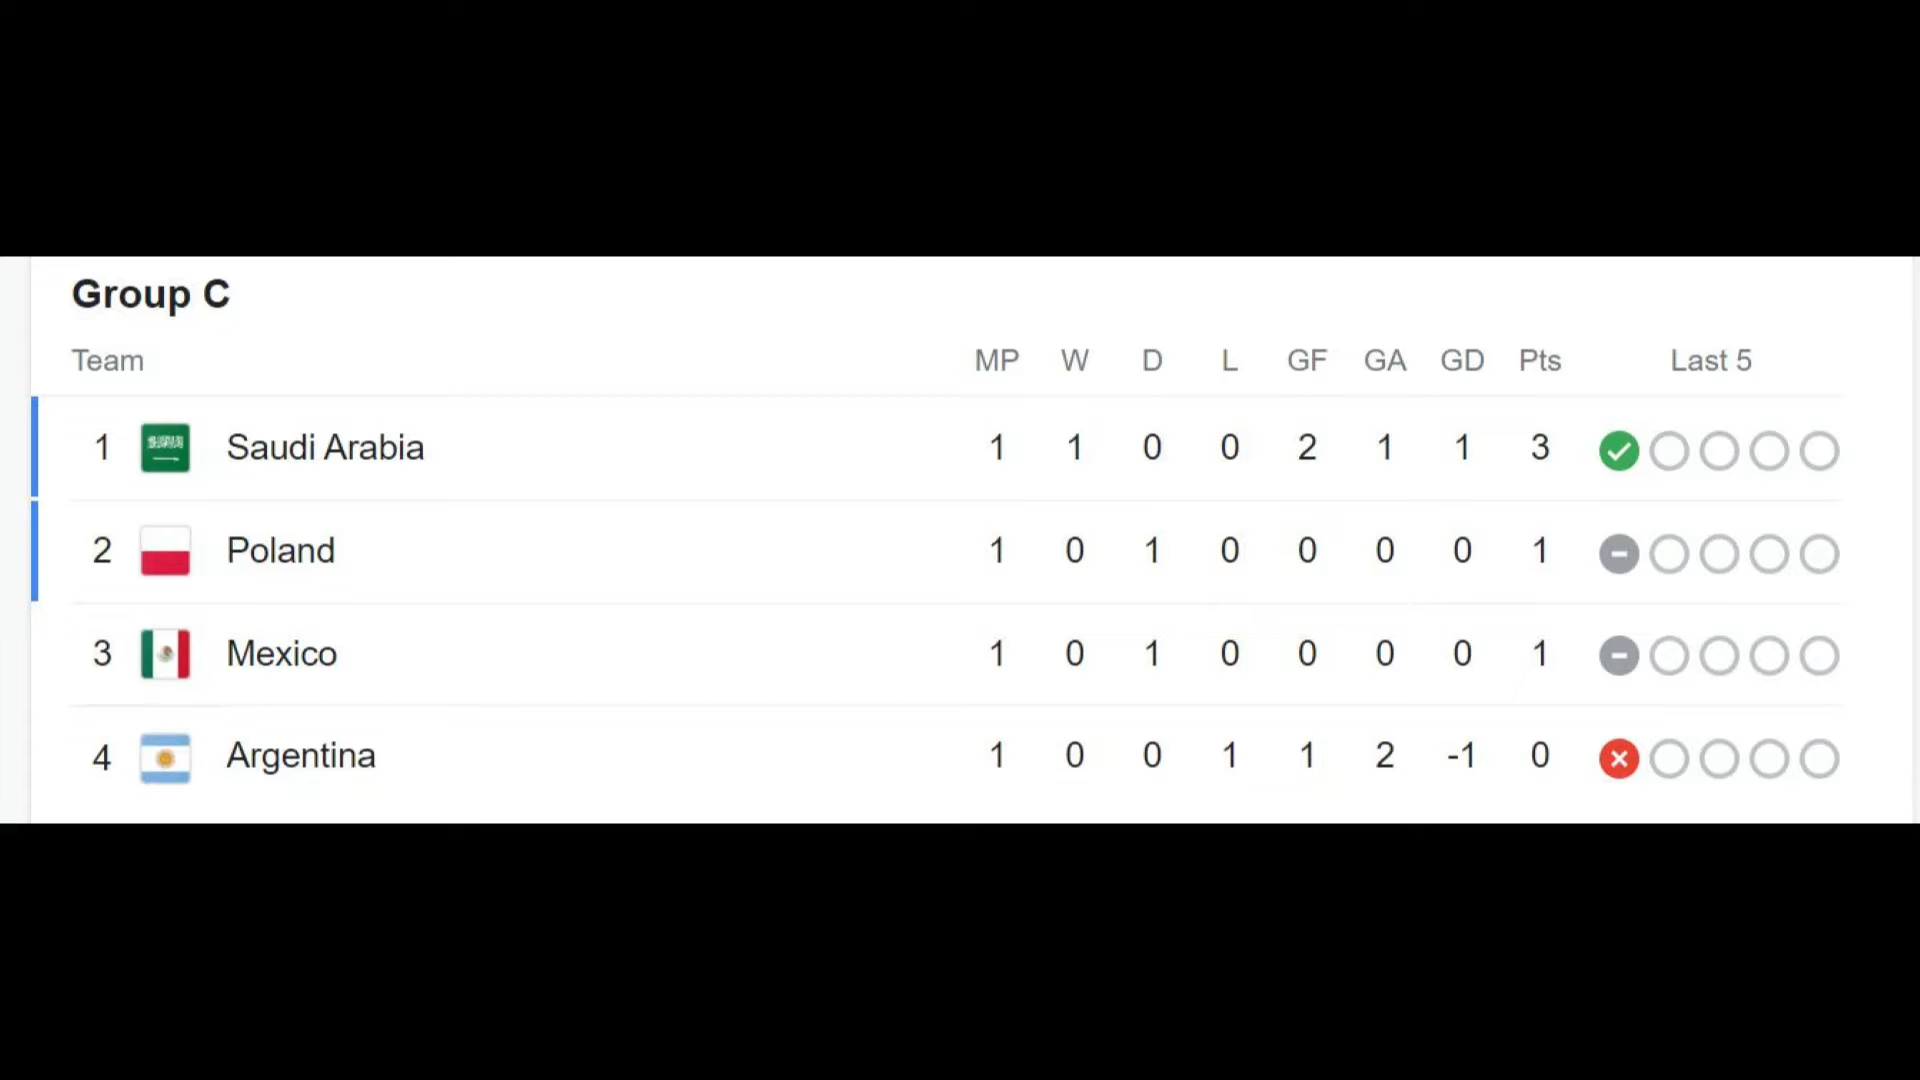 Group C
Team MP W D L GF GA GD Pts Last 5
1 Saudi Arabia 1 1 0 0 2 1 1 3
2 Poland 1 0 1 0 0 0 0 1
3 Mexico 1 0 1 0 0 0 0 1
4 Argentina 1 0 0 1 1 2 -1 0